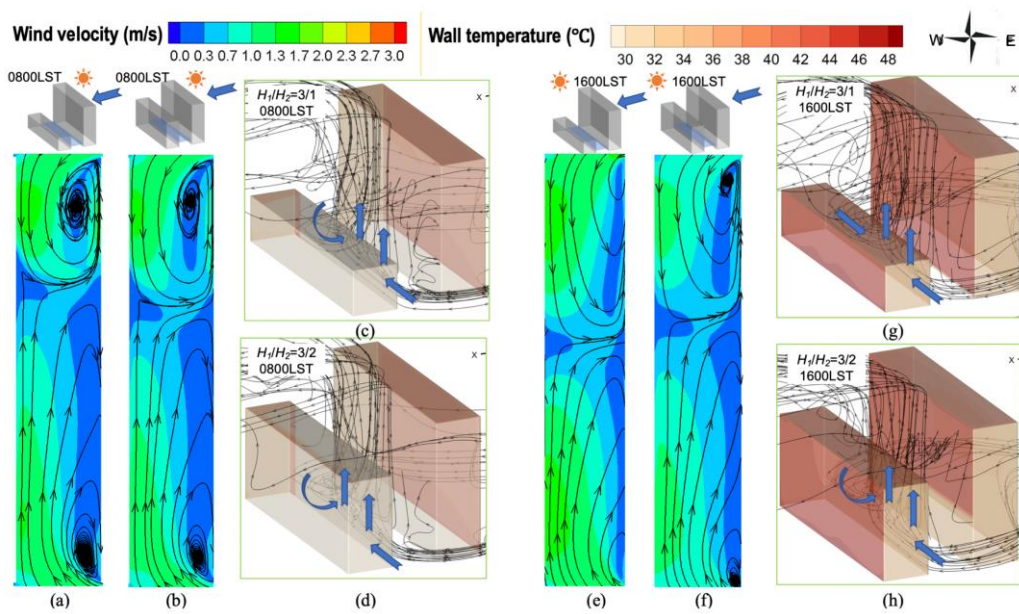 Wind velocity (m/s)
0.0 0.3 0.7 1.0 1.3 1.7 2.0 2.3 2.7 3.0
Wall temperature (℃)
30 32 34 36 38 40 42 44 46 48
W E
0800LST
0800LST
H₁/H₂=3/1
0800LST
X
1600LST
1600LST
H₁/H₂=3/1
1600LST
X
(c)
(g)
H₁/H₂=3/2
0800LST
X
H₁/H₂=3/2
1600LST
X
(a)
(b)
(d)
(e)
(f)
(h)